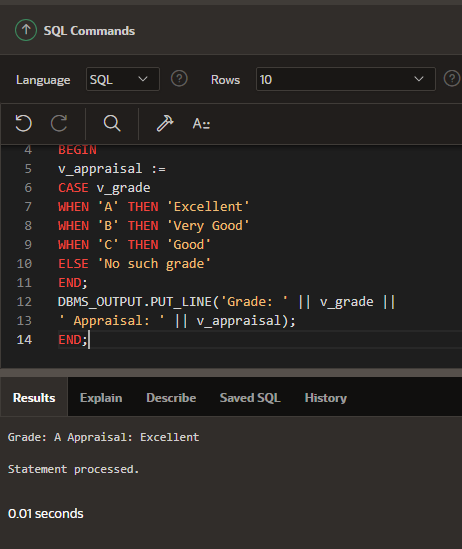 SQL Commands
Language SQL Rows 10
A::
4 BEGIN
5 v_appraisal :=
6 CASE v_grade
7 WHEN 'A' THEN 'Excellent'
8 WHEN 'B' THEN 'Very Good'
9 WHEN 'C' THEN 'Good'
10 ELSE 'No such grade'
11 END;
12 DBMS_OUTPUT.PUT_LINE('Grade: ' || v_grade ||
13 ' Appraisal: ' || v_appraisal);
14 END;
Results Explain Describe Saved SQL History
Grade: A Appraisal: Excellent
Statement processed.
0.01 seconds